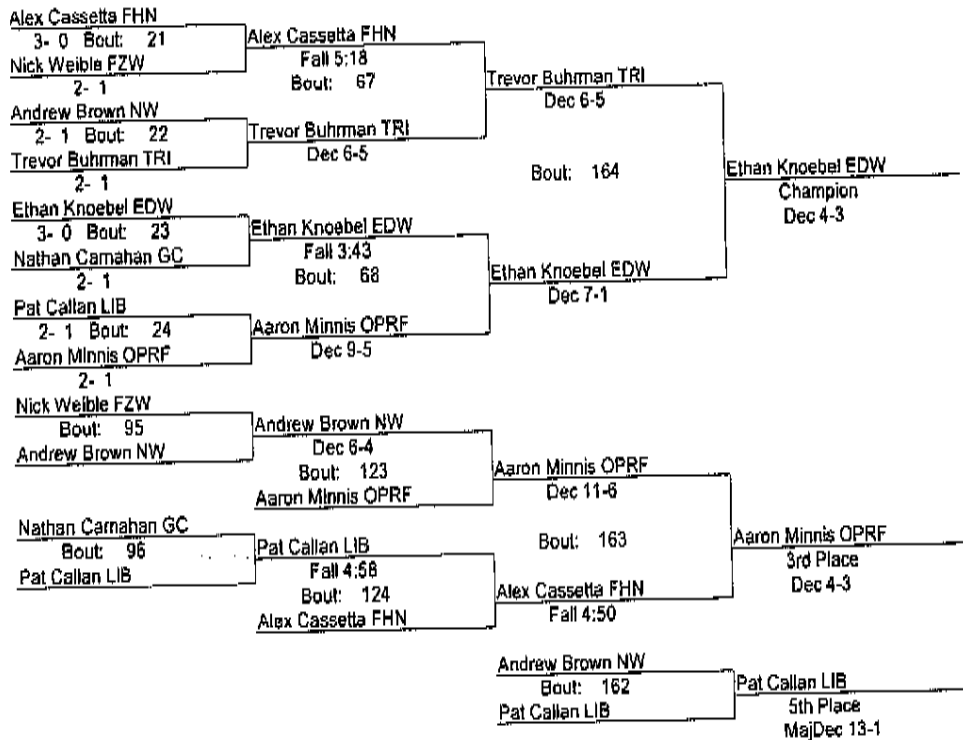 Alex Cassetta FHN
3- 0 Bout: 21
Nick Weible FZW
2- 1
Andrew Brown NW
2- 1 Bout: 22
Trevor Buhrman TRI
2- 1
Ethan Knoebel EDW
3- 0 Bout: 23
Nathan Carnahan GC
2- 1
Pat Callan LIB
2- 1 Bout: 24
Aaron Minnis OPRF
2- 1
Alex Cassetta FHN
Fall 5:18
Bout: 67
Trevor Buhrman TRI
Dec 6-5
Ethan Knoebel EDW
Fall 3:43
Bout: 68
Aaron Minnis OPRF
Dec 9-5
Trevor Buhrman TRI
Dec 6-5
Bout: 164
Ethan Knoebel EDW
Dec 7-1
Ethan Knoebel EDW
Champion
Dec 4-3
Nick Weible FZW
Bout: 95
Andrew Brown NW
Nathan Carnahan GC
Bout: 96
Pat Callan LIB
Andrew Brown NW
Dec 6-4
Bout: 123
Aaron Minnis OPRF
Pat Callan LIB
Fall 4:58
Bout: 124
Alex Cassetta FHN
Aaron Minnis OPRF
Dec 11-6
Bout: 163
Alex Cassetta FHN
Fall 4:50
Aaron Minnis OPRF
3rd Place
Dec 4-3
Andrew Brown NW
Bout: 162
Pat Callan LIB
Pat Callan LIB
5th Place
MajDec 13-1